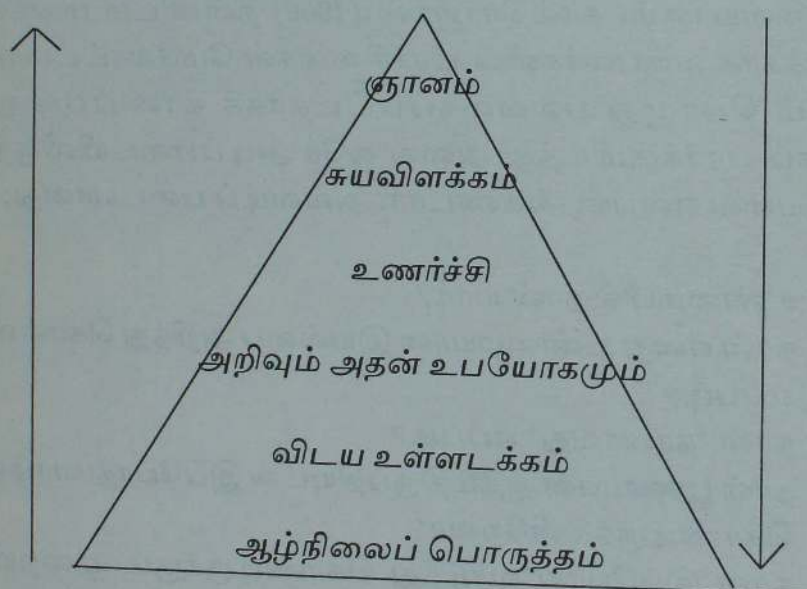 ஞானம்
சுயவிளக்கம்
உணர்ச்சி
அறிவும் அதன் உபயோகமும்
விடய உள்ளடக்கம்
ஆழ்நிலைப் பொருத்தம்